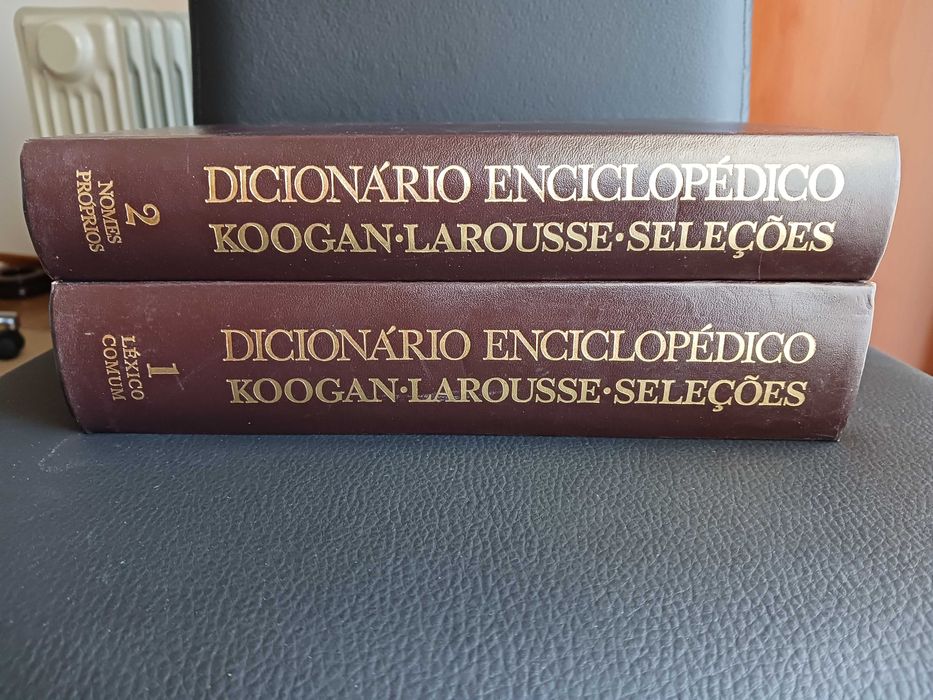 DICIONÁRIO ENCICLOPÉDICO
KOOGAN·LAROUSSE·SELEÇÕES
2
NOMES
PRÓPRIOS
DICIONÁRIO ENCICLOPÉDICO
KOOGAN·LAROUSSE·SELEÇÕES
1
LÉXICO
COMUM